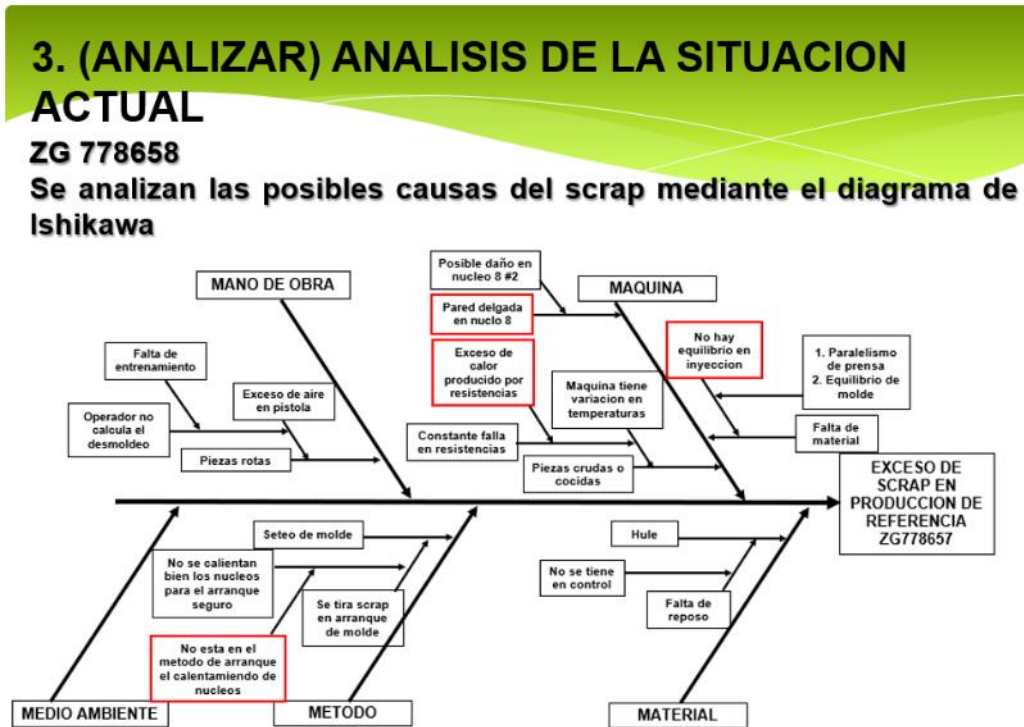 3. (ANALIZAR) ANALISIS DE LA SITUACION
ACTUAL
ZG 778658
Se analizan las posibles causas del scrap mediante el diagrama de
Ishikawa
MANO DE OBRA
Falta de
entrenamiento
Operador no
calcula el
desmoldeo
Exceso de aire
en pistola
Piezas rotas
Posible daño en
nucleo 8 #2
Pared delgada
en nuclo 8
Exceso de
calor
producido por
resistencias
Constante falla
en resistencias
MAQUINA
Maquina tiene
variacion en
temperaturas
Piezas crudas o
cocidas
No hay
equilibrio en
inyeccion
1. Paralelismo
de prensa
2. Equilibrio de
molde
Falta de
material
EXCESO DE
SCRAP EN
PRODUCCION DE
REFERENCIA
ZG778657
Seteo de molde
No se calientan
bien los nucleos
para el arranque
seguro
Se tira scrap
en arranque
de molde
No esta en el
metodo de arranque
el calentamiendo de
nucleos
Hule
No se tiene
en control
Falta de
reposo
MEDIO AMBIENTE
METODO
MATERIAL